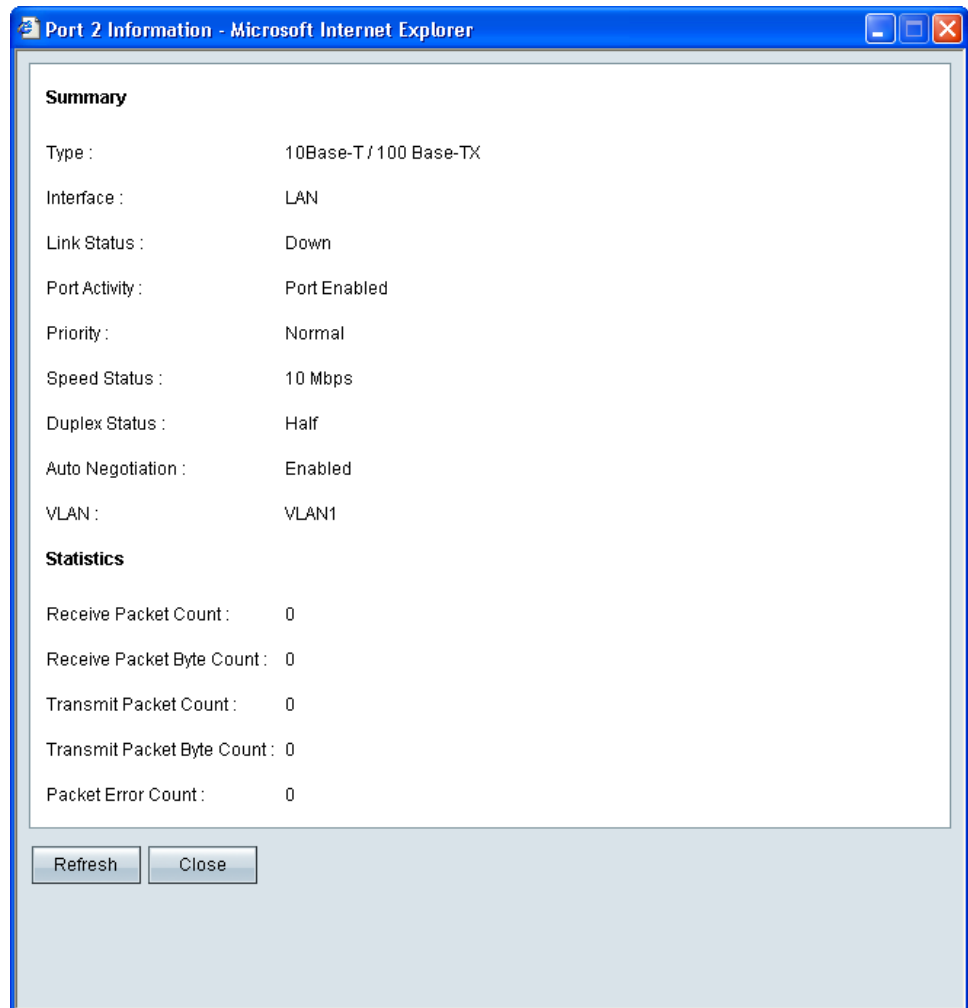 Port 2 Information - Microsoft Internet Explorer
Summary
Type : 10Base-T / 100 Base-TX
Interface : LAN
Link Status : Down
Port Activity : Port Enabled
Priority : Normal
Speed Status : 10 Mbps
Duplex Status : Half
Auto Negotiation : Enabled
VLAN : VLAN1
Statistics
Receive Packet Count : 0
Receive Packet Byte Count : 0
Transmit Packet Count : 0
Transmit Packet Byte Count : 0
Packet Error Count : 0
Refresh Close